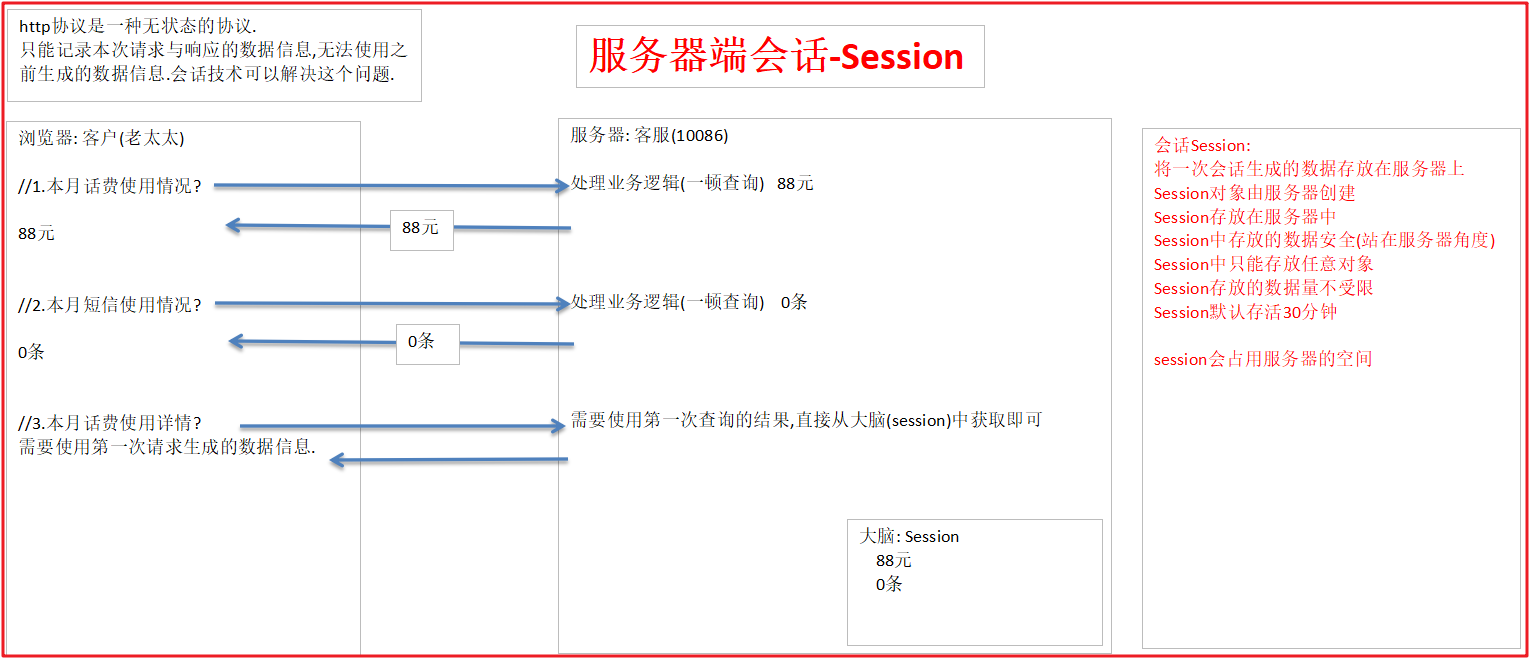 http协议是一种无状态的协议.
只能记录本次请求与响应的数据信息,无法使用之
前生成的数据信息.会话技术可以解决这个问题.
服务器端会话-Session
浏览器: 客户(老太太)
//1.本月话费使用情况?
88元
//2.本月短信使用情况?
0条
//3.本月话费使用详情?
需要使用第一次请求生成的数据信息.
88元
0条
服务器: 客服(10086)
处理业务逻辑(一顿查询) 88元
处理业务逻辑(一顿查询) 0条
需要使用第一次查询的结果,直接从大脑(session)中获取即可
大脑: Session
88元
0条
会话Session:
将一次会话生成的数据存放在服务器上
Session对象由服务器创建
Session存放在服务器中
Session中存放的数据安全(站在服务器角度)
Session中只能存放任意对象
Session存放的数据量不受限
Session默认存活30分钟
session会占用服务器的空间